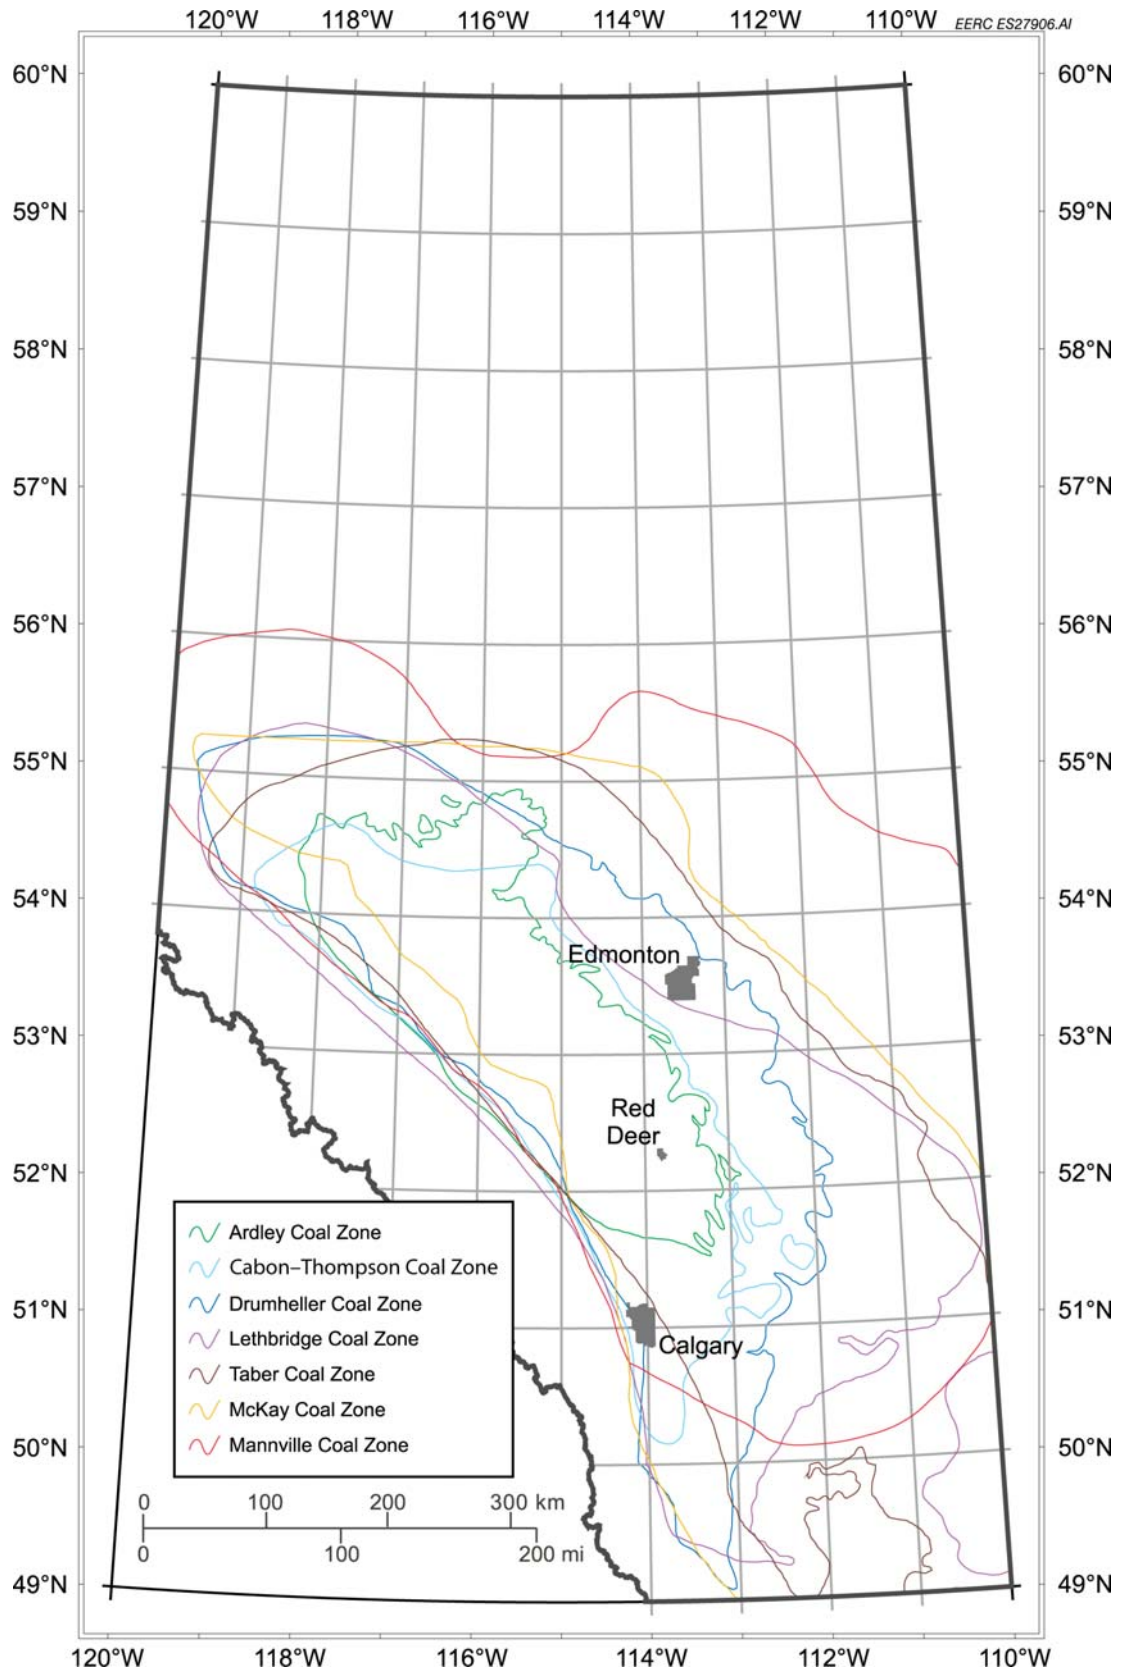 120°W 118°W 116°W 114°W 112°W 110°W
EERC ES27906.AI
60°N 60°N
59°N 59°N
58°N 58°N
57°N 57°N
56°N 56°N
55°N 55°N
54°N 54°N
Edmonton
53°N 53°N
Red
Deer
52°N 52°N
Ardley Coal Zone
Cabon–Thompson Coal Zone
Drumheller Coal Zone
51°N 51°N
Lethbridge Coal Zone
Calgary
Taber Coal Zone
McKay Coal Zone
Mannville Coal Zone
50°N 50°N
0 100 200 300 km
0 100 200 mi
49°N 49°N
120°W 118°W 116°W 114°W 112°W 110°W